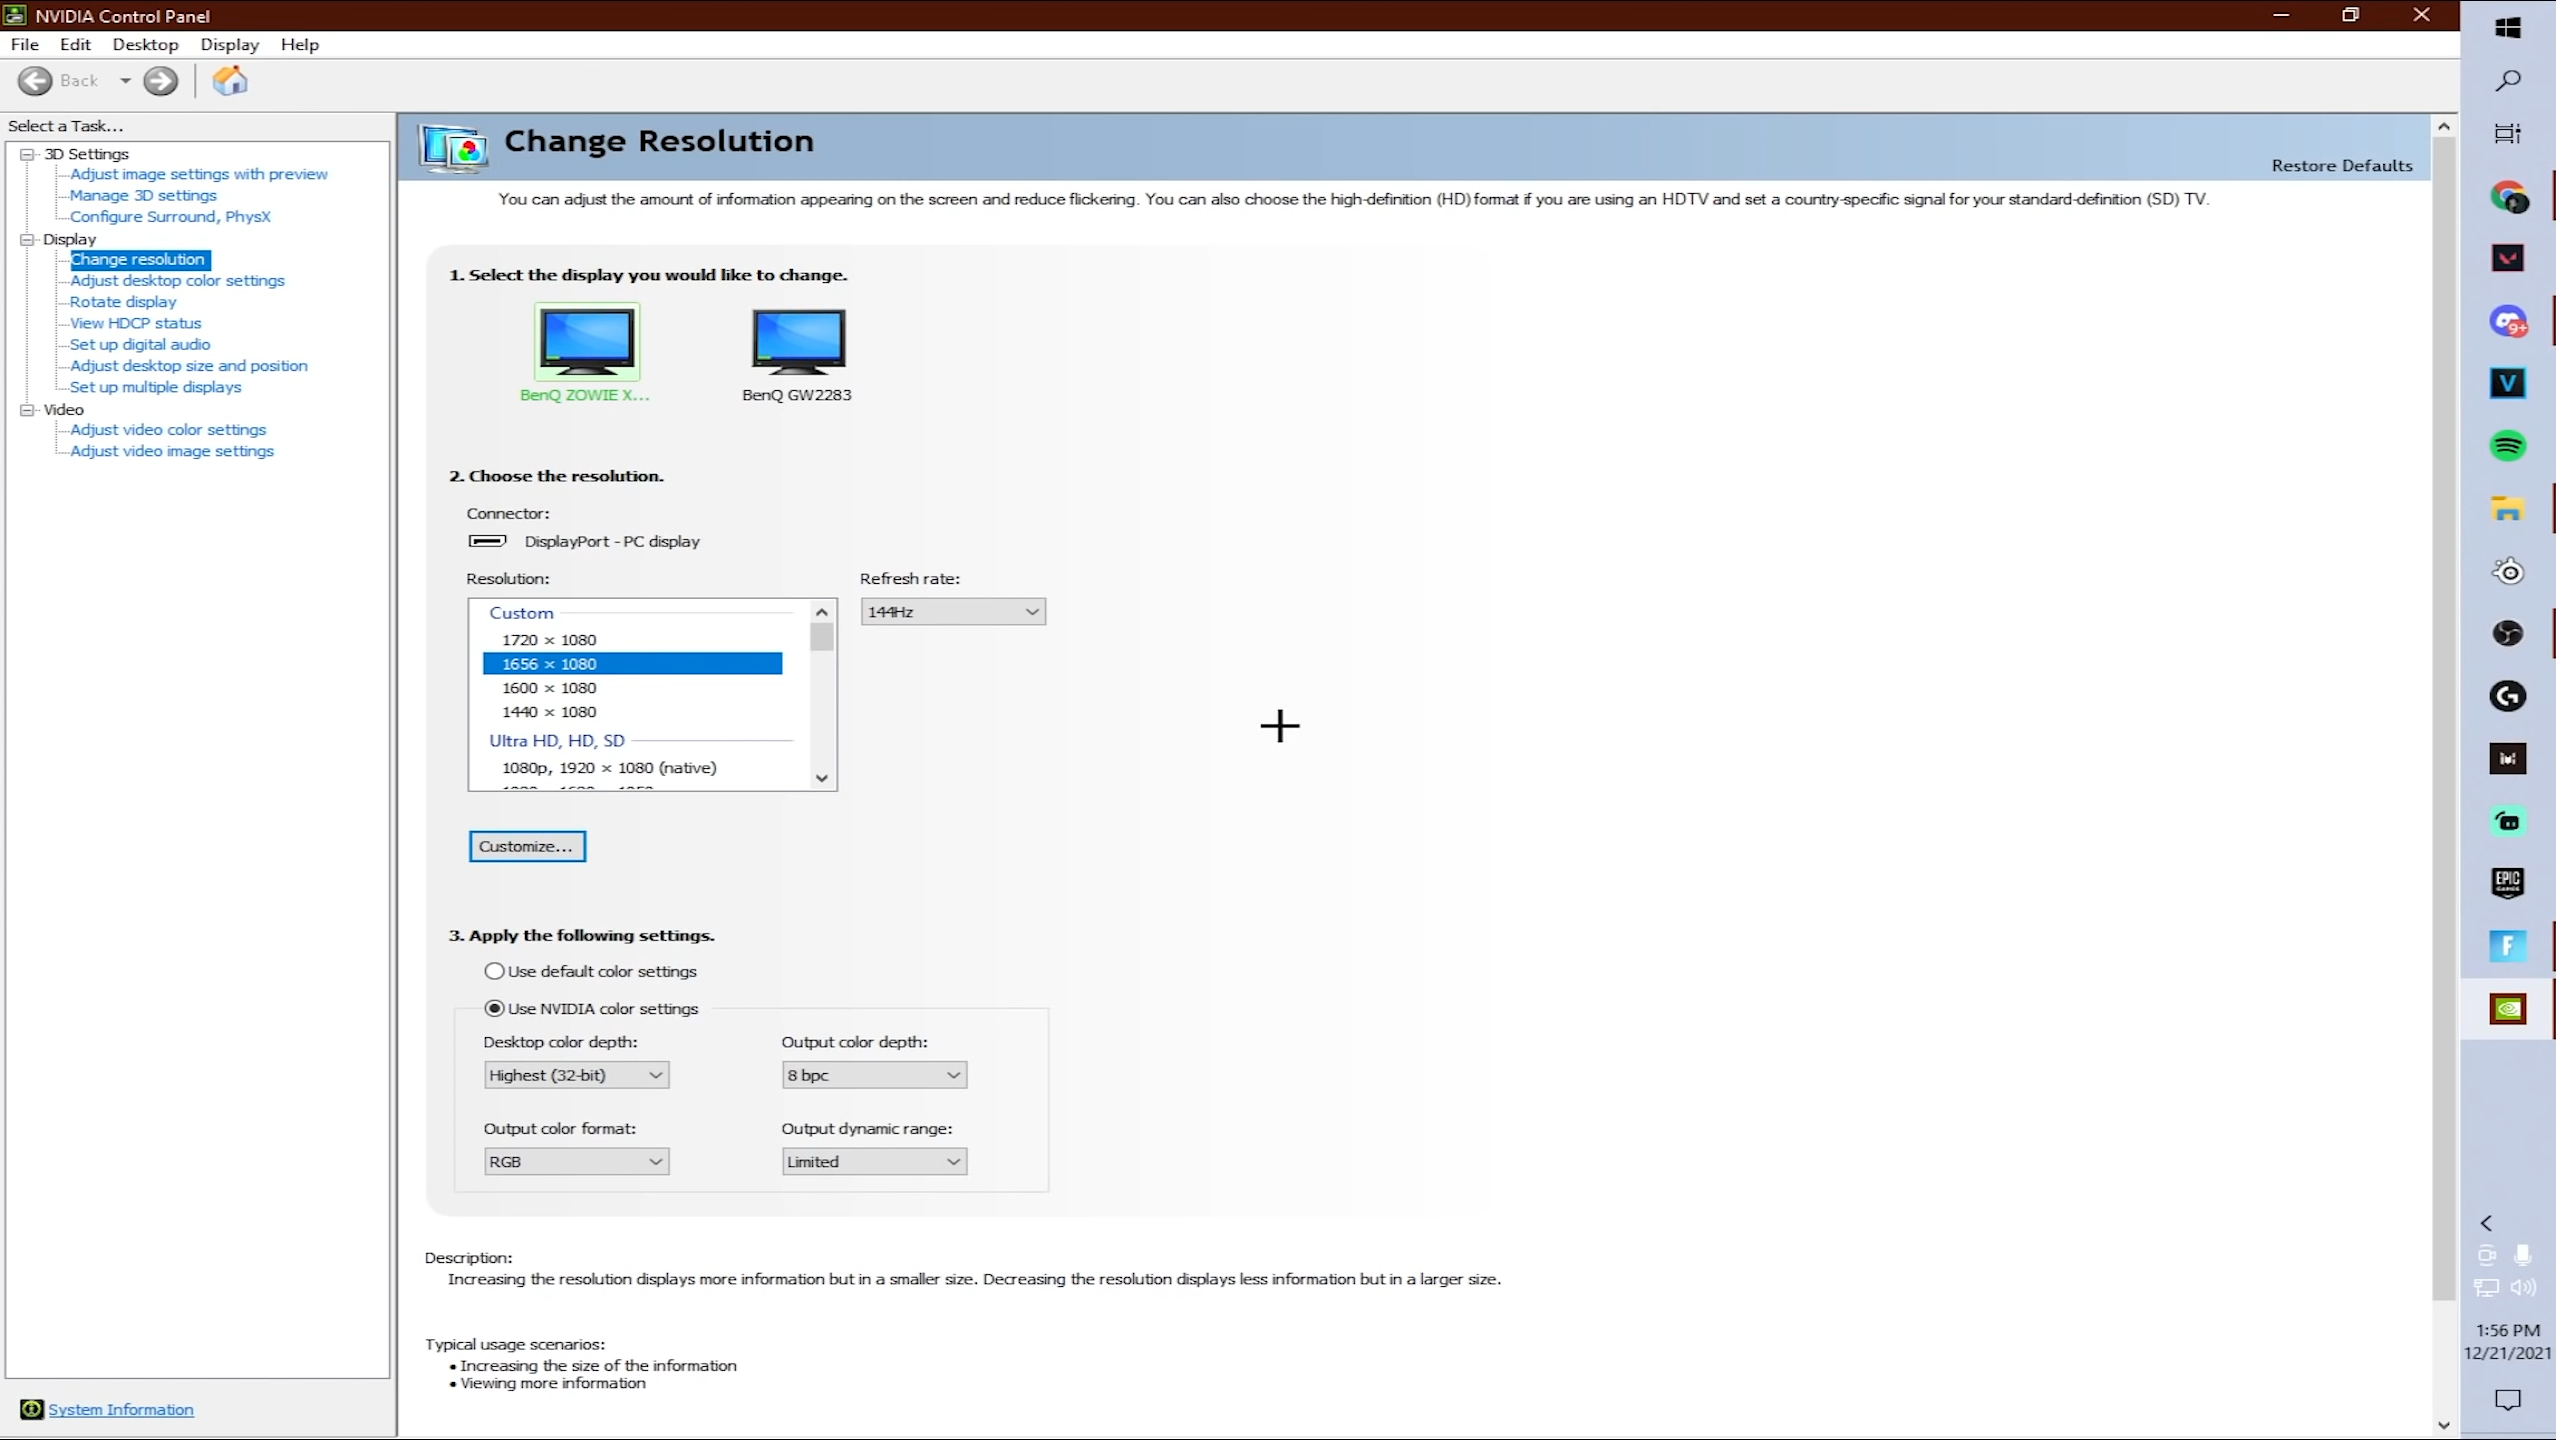 NVIDIA Control Panel
File Edit Desktop Display Help
Back
Select a Task...
3D Settings
Adjust image settings with preview
Manage 3D settings
Configure Surround, PhysX
Display
Change resolution
Adjust desktop color settings
Rotate display
View HDCP status
Set up digital audio
Adjust desktop size and position
Set up multiple displays
Video
Adjust video color settings
Adjust video image settings
System Information
Change Resolution
Restore Defaults
You can adjust the amount of information appearing on the screen and reduce flickering. You can also choose the high-definition (HD) format if you are using an HDTV and set a country-specific signal for your standard-definition (SD) TV.
1. Select the display you would like to change.
BenQ ZOWIE X... BenQ GW2283
2. Choose the resolution.
Connector:
DisplayPort - PC display
Resolution: Refresh rate:
Custom 144Hz
1720 × 1080
1656 × 1080
1600 × 1080
1440 × 1080
Ultra HD, HD, SD
1080p, 1920 × 1080 (native)
Customize...
3. Apply the following settings.
Use default color settings
Use NVIDIA color settings
Desktop color depth: Output color depth:
Highest (32-bit) 8 bpc
Output color format: Output dynamic range:
RGB Limited
Description:
Increasing the resolution displays more information but in a smaller size. Decreasing the resolution displays less information but in a larger size.
Typical usage scenarios:
• Increasing the size of the information
• Viewing more information
9+
V
EPIC
GAMES
F
1:56 PM
12/21/2021